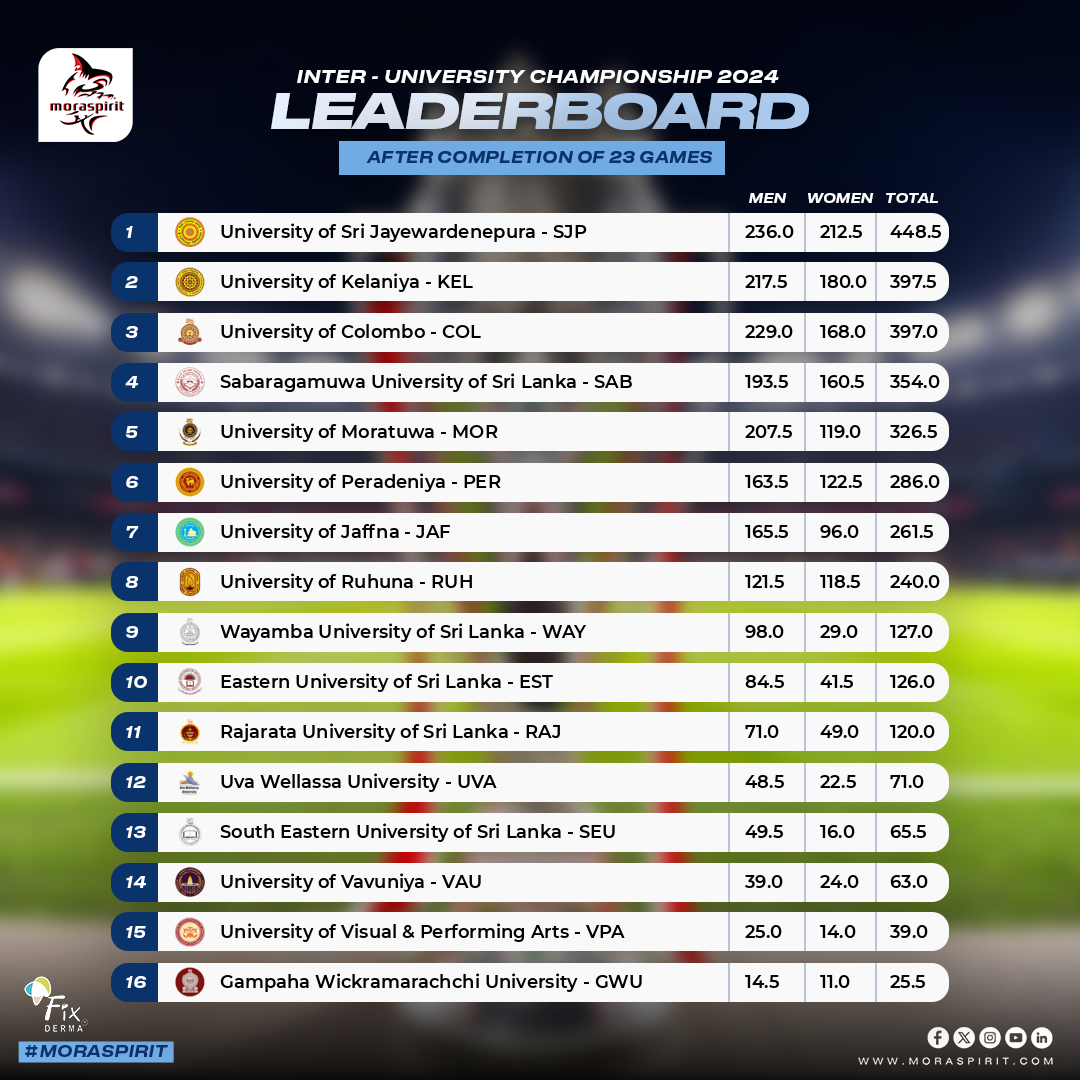 moraspirit
INTER - UNIVERSITY CHAMPIONSHIP 2024
LEADERBOARD
AFTER COMPLETION OF 23 GAMES
MEN WOMEN TOTAL
1 University of Sri Jayewardenepura - SJP 236.0 212.5 448.5
2 University of Kelaniya - KEL 217.5 180.0 397.5
3 University of Colombo - COL 229.0 168.0 397.0
4 Sabaragamuwa University of Sri Lanka - SAB 193.5 160.5 354.0
5 University of Moratuwa - MOR 207.5 119.0 326.5
6 University of Peradeniya - PER 163.5 122.5 286.0
7 University of Jaffna - JAF 165.5 96.0 261.5
8 University of Ruhuna - RUH 121.5 118.5 240.0
9 Wayamba University of Sri Lanka - WAY 98.0 29.0 127.0
10 Eastern University of Sri Lanka - EST 84.5 41.5 126.0
11 Rajarata University of Sri Lanka - RAJ 71.0 49.0 120.0
12 Uva Wellassa University - UVA 48.5 22.5 71.0
13 South Eastern University of Sri Lanka - SEU 49.5 16.0 65.5
14 University of Vavuniya - VAU 39.0 24.0 63.0
15 University of Visual & Performing Arts - VPA 25.0 14.0 39.0
16 Gampaha Wickramarachchi University - GWU 14.5 11.0 25.5
Fix
DERMA
#MORASPIRIT
WWW.MORASPIRIT.COM